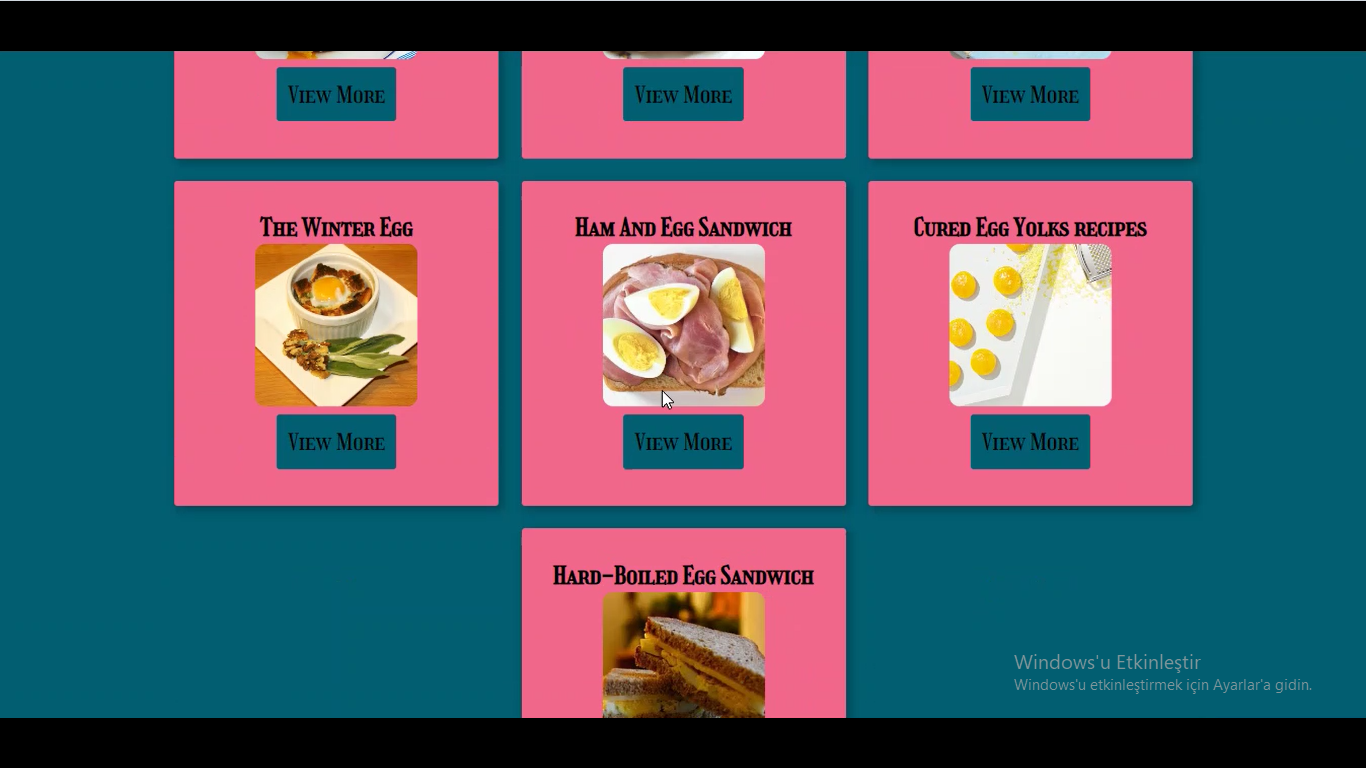 View More
View More
View More
The Winter Egg
Ham And Egg Sandwich
Cured Egg Yolks recipes
View More
View More
View More
Hard-Boiled Egg Sandwich
Windows'u Etkinleştir
Windows'u etkinleştirmek için Ayarlar'a gidin.